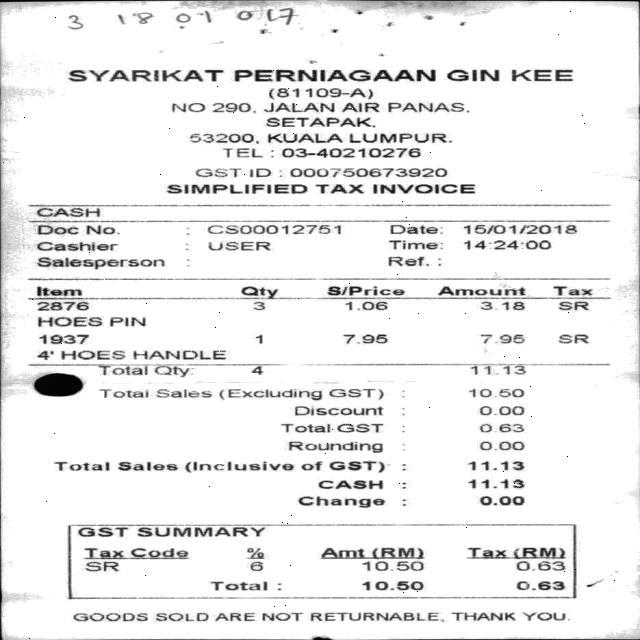 3 18 01 017
SYARIKAT PERNIAGAAN GIN KEE
(81109-A)
NO 290, JALAN AIR PANAS,
SETAPAK,
53200, KUALA LUMPUR.
TEL : 03-40210276
GST ID : 000750673920
SIMPLIFIED TAX INVOICE
CASH
Doc No. : CS00012751 Date: 15/01/2018
Cashier : USER Time: 14:24:00
Salesperson : Ref. :
Item Qty S/Price Amount Tax
2876 3 1.06 3.18 SR
HOES PIN
1937 1 7.95 7.95 SR
4' HOES HANDLE
Total Qty: 4 11.13
Total Sales (Excluding GST) : 10.50
Discount : 0.00
Total GST : 0.63
Rounding : 0.00
Total Sales (Inclusive of GST) : 11.13
CASH : 11.13
Change : 0.00
GST SUMMARY
Tax Code % Amt (RM) Tax (RM)
SR 6 10.50 0.63
Total : 10.50 0.63
GOODS SOLD ARE NOT RETURNABLE, THANK YOU.